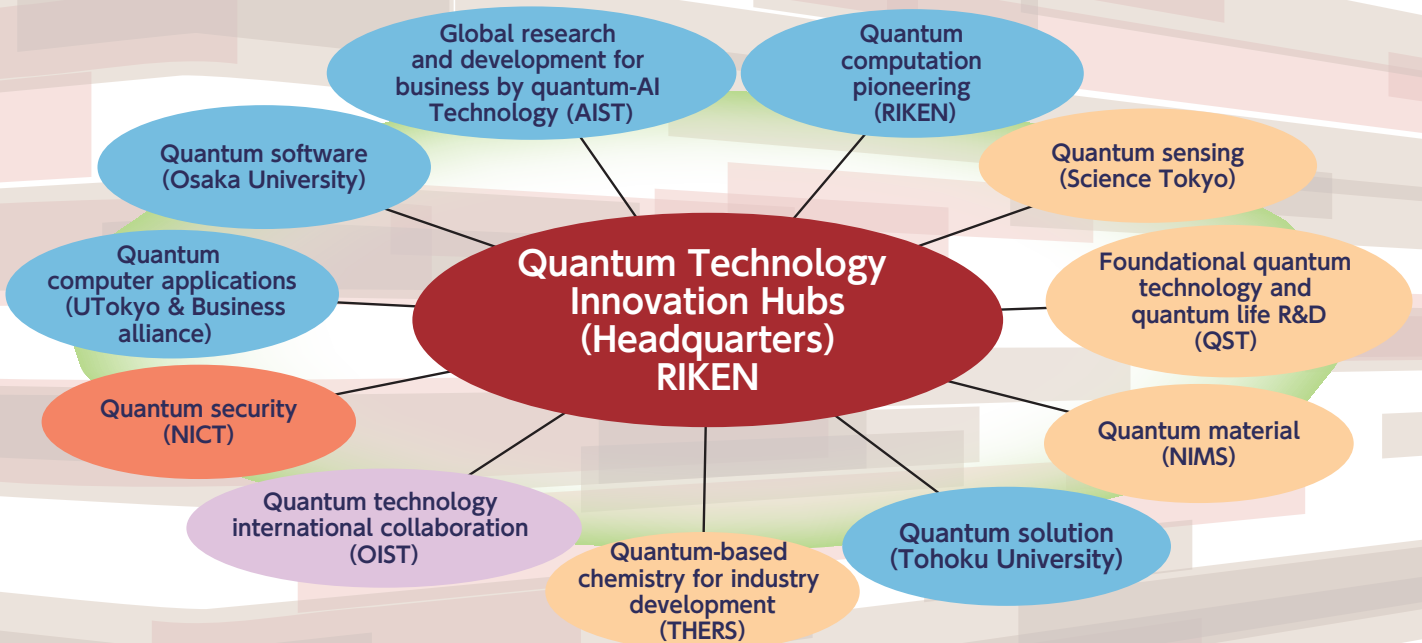 Global research
and development for
business by quantum-AI
Technology (AIST)
Quantum
computation
pioneering
(RIKEN)
Quantum software
(Osaka University)
Quantum sensing
(Science Tokyo)
Quantum
computer applications
(UTokyo & Business
alliance)
Quantum Technology
Innovation Hubs
(Headquarters)
RIKEN
Foundational quantum
technology and
quantum life R&D
(QST)
Quantum security
(NICT)
Quantum material
(NIMS)
Quantum technology
international collaboration
(OIST)
Quantum-based
chemistry for industry
development
(THERS)
Quantum solution
(Tohoku University)